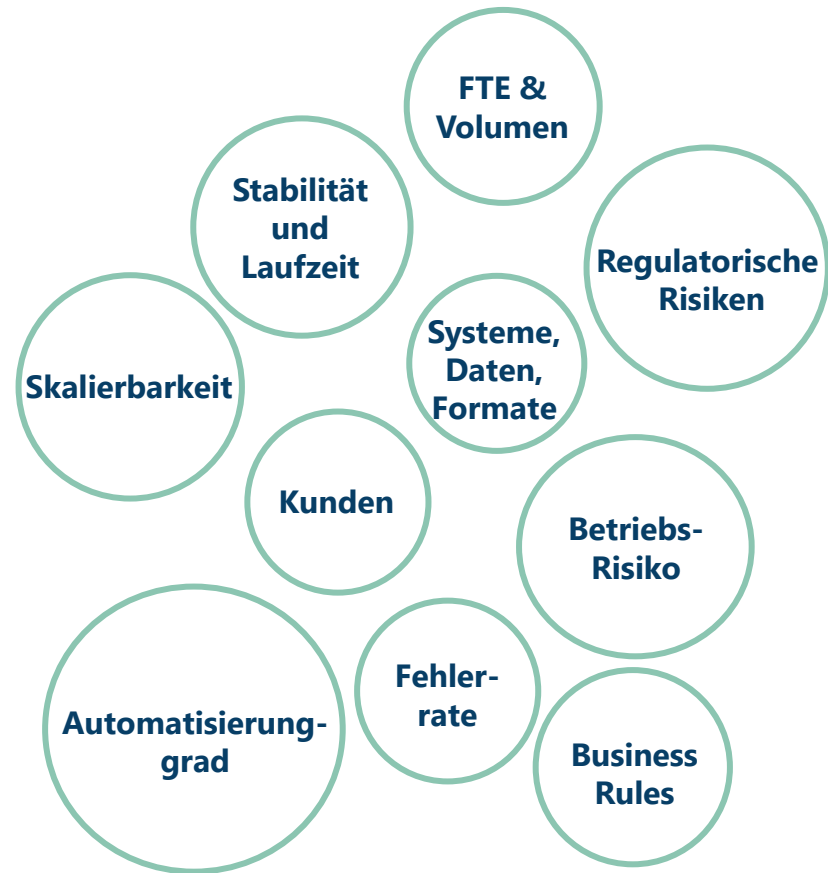 FTE &
Volumen
Stabilität
und
Laufzeit
Regulatorische
Risiken
Systeme,
Daten,
Formate
Skalierbarkeit
Kunden
Betriebs-
Risiko
Fehler-
rate
Automatisierung-
grad
Business
Rules